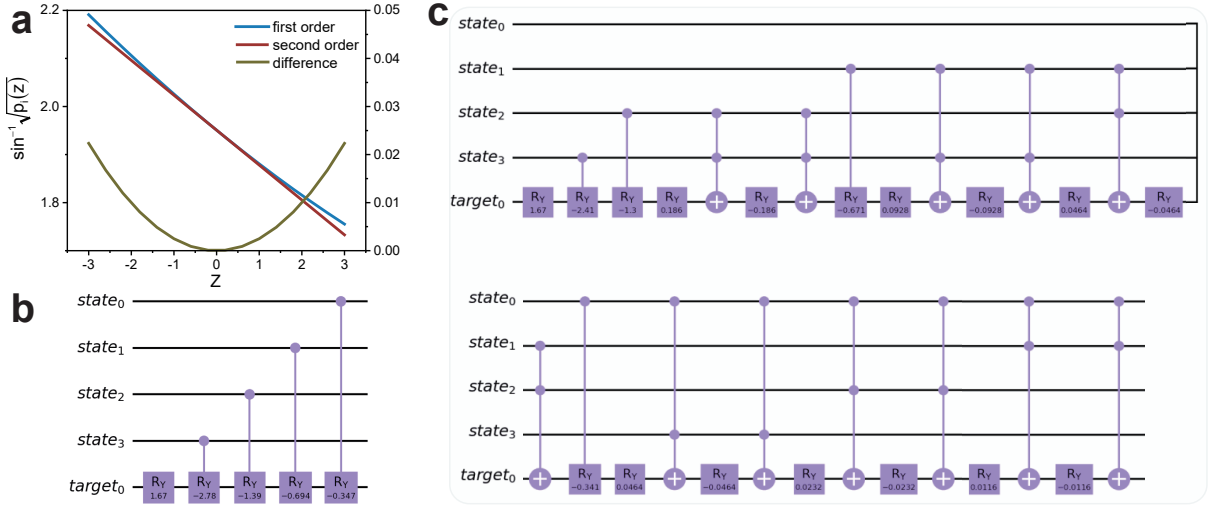 a
2.2
2.0
1.8
sin⁻¹√pᵢ(z)
0.05
0.04
0.03
0.02
0.01
0.00
first order
second order
difference
-3 -2 -1 0 1 2 3
Z
b
state₀
state₁
state₂
state₃
target₀
R_Y R_Y R_Y R_Y R_Y
1.67 −2.78 −1.39 −0.694 −0.347
c
state₀
state₁
state₂
state₃
target₀
R_Y R_Y R_Y R_Y R_Y R_Y R_Y R_Y R_Y R_Y
1.67 −2.41 −1.3 0.186 −0.186 −0.671 0.0928 −0.0928 0.0464 −0.0464
state₀
state₁
state₂
state₃
target₀
R_Y R_Y R_Y R_Y R_Y R_Y R_Y
−0.341 0.0464 −0.0464 0.0232 −0.0232 0.0116 −0.0116